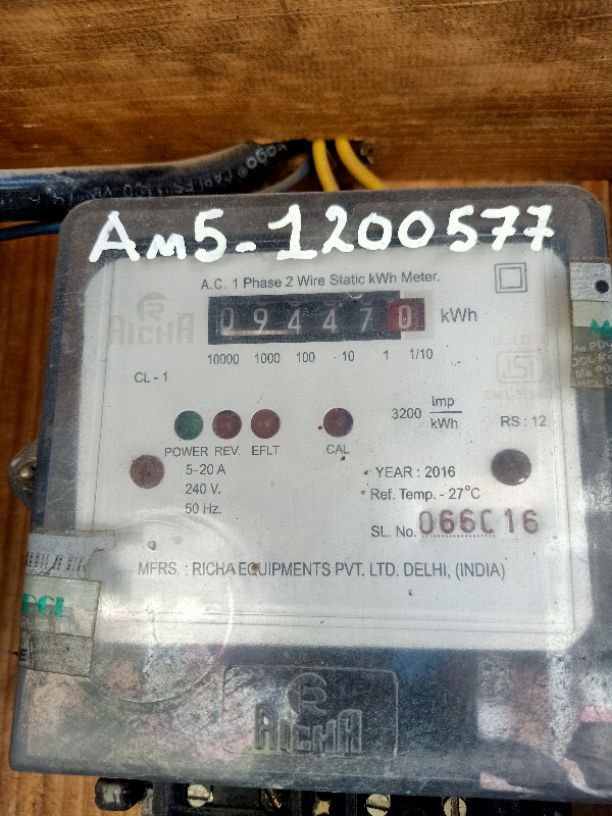 Am5-1200577
A.C. 1 Phase 2 Wire Static kWh Meter.
RICHA
094470 kWh
10000 1000 100 10 1 1/10
CL-1
3200 Imp/kWh
RS : 12
POWER REV. EFLT CAL
5-20 A
240 V.
50 Hz.
YEAR : 2016
Ref. Temp. - 27°C
SL. No. 066C16
MFRS. : RICHA EQUIPMENTS PVT. LTD. DELHI, (INDIA)
RICHA